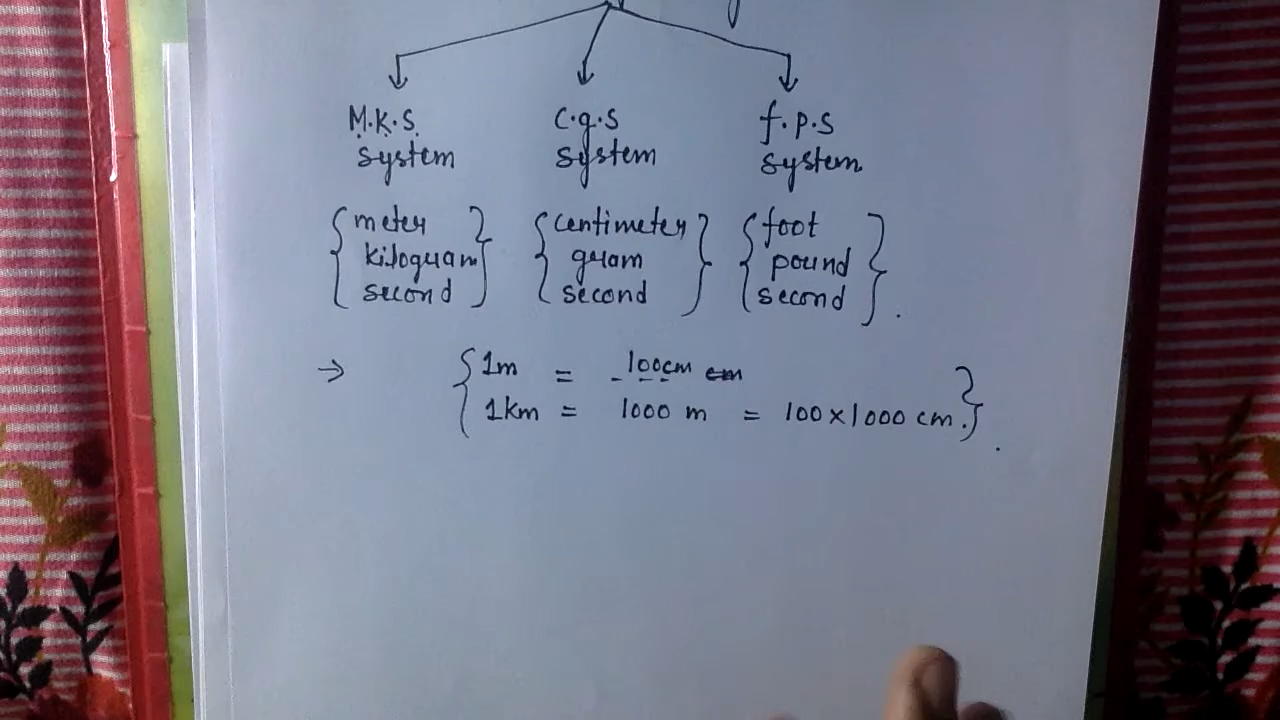 M.K.S. system
C.g.s system
f.p.s system
{meter kilogram second}
{centimeter gram second}
{foot pound second}.
→ {1m = 100cm
1km = 1000 m = 100×1000 cm.}.